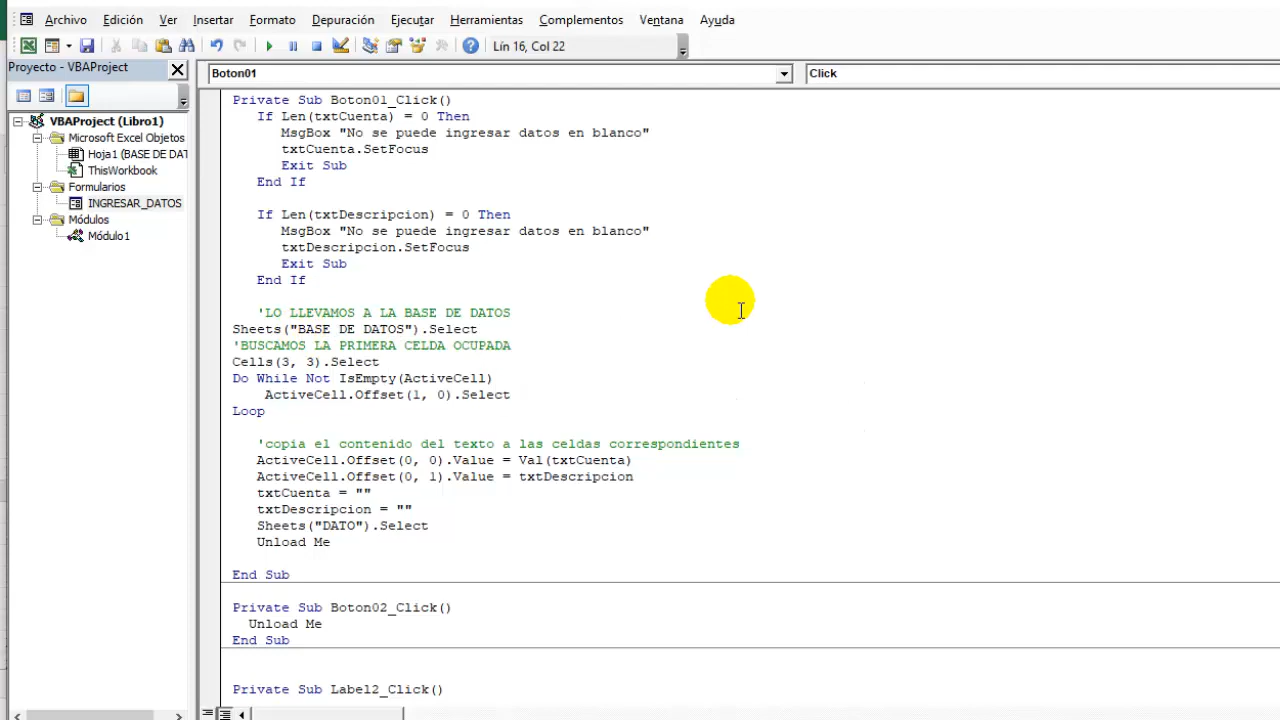 Archivo Edición Ver Insertar Formato Depuración Ejecutar Herramientas Complementos Ventana Ayuda
Lín 16, Col 22
Proyecto - VBAProject
Boton01 Click
VBAProject (Libro1)
Microsoft Excel Objetos
Hoja1 (BASE DE DAT
ThisWorkbook
Formularios
INGRESAR_DATOS
Módulos
Módulo1
Private Sub Boton01_Click()
If Len(txtCuenta) = 0 Then
MsgBox "No se puede ingresar datos en blanco"
txtCuenta.SetFocus
Exit Sub
End If
If Len(txtDescripcion) = 0 Then
MsgBox "No se puede ingresar datos en blanco"
txtDescripcion.SetFocus
Exit Sub
End If
'LO LLEVAMOS A LA BASE DE DATOS
Sheets("BASE DE DATOS").Select
'BUSCAMOS LA PRIMERA CELDA OCUPADA
Cells(3, 3).Select
Do While Not IsEmpty(ActiveCell)
ActiveCell.Offset(1, 0).Select
Loop
'copia el contenido del texto a las celdas correspondientes
ActiveCell.Offset(0, 0).Value = Val(txtCuenta)
ActiveCell.Offset(0, 1).Value = txtDescripcion
txtCuenta = ""
txtDescripcion = ""
Sheets("DATO").Select
Unload Me
End Sub
Private Sub Boton02_Click()
Unload Me
End Sub
Private Sub Label2_Click()